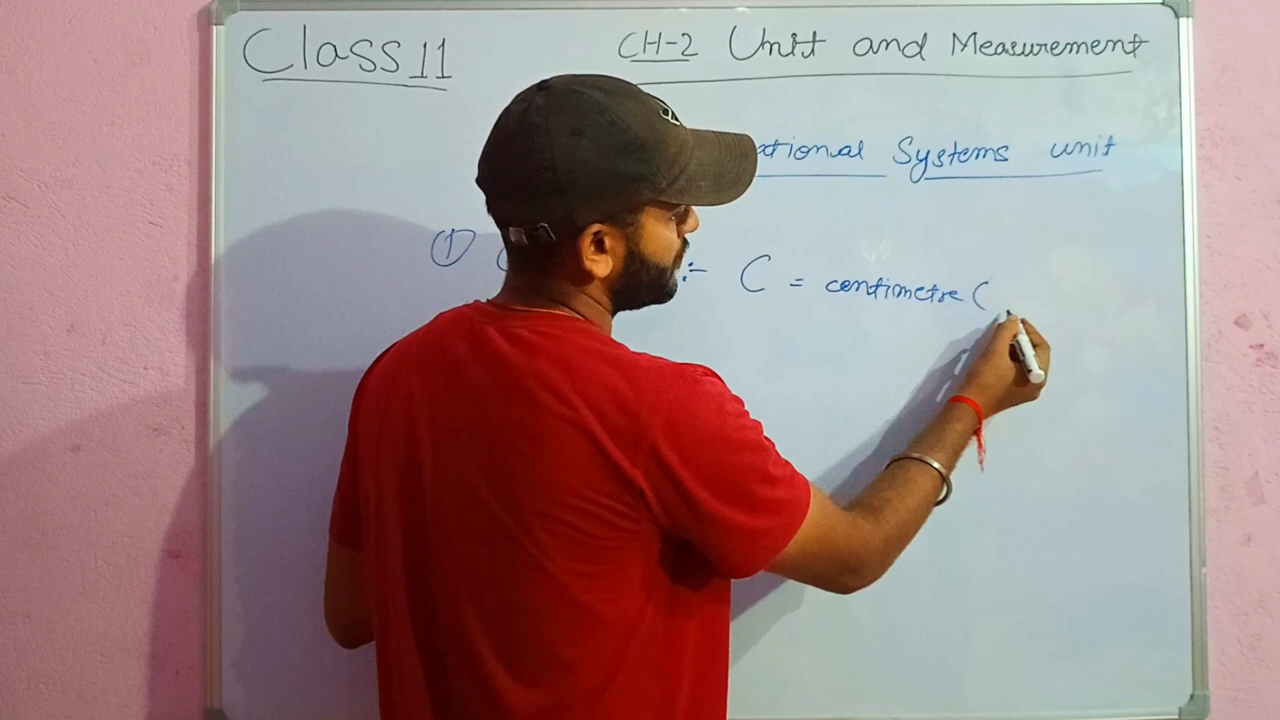 Class 11
CH-2 Unit and Measurement
ational Systems unit
① :- C = centimetre (